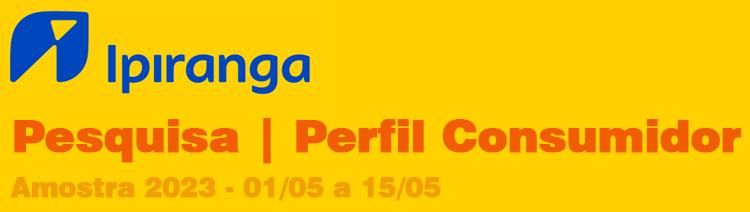 Ipiranga
Pesquisa | Perfil Consumidor
Amostra 2023 - 01/05 a 15/05